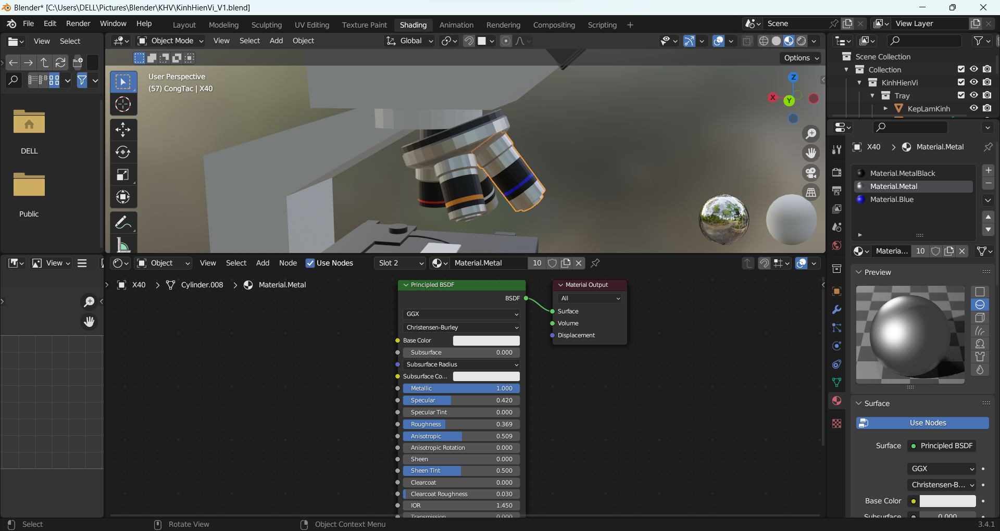 Blender* [C:\Users\DELL\Pictures\Blender\KHV\KinhHienVi_V1.blend]
File Edit Render Window Help Layout Modeling Sculpting UV Editing Texture Paint Shading Animation Rendering Compositing Scripting + Scene View Layer
View Select
Object Mode View Select Add Object Global
Options
User Perspective
(57) CongTac | X40
Z
X
Y
DELL
Public
Scene Collection
Collection
KinhHienVi
Tray
KepLamKinh
X40 > Material.Metal
Material.MetalBlack
Material.Metal
Material.Blue
Materia... 10
Preview
Surface
Use Nodes
Surface Principled BSDF
GGX
Christensen-B...
Base Color
Subsurface 0.000
View
Object View Select Add Node Use Nodes Slot 2 Material.Metal 10
X40 > Cylinder.008 > Material.Metal
Principled BSDF
BSDF
GGX
Christensen-Burley
Base Color
Subsurface 0.000
Subsurface Radius
Subsurface Co...
Metallic 1.000
Specular 0.420
Specular Tint 0.000
Roughness 0.369
Anisotropic 0.509
Anisotropic Rotation 0.000
Sheen 0.000
Sheen Tint 0.500
Clearcoat 0.000
Clearcoat Roughness 0.030
IOR 1.450
Transmission 0.000
Material Output
All
Surface
Volume
Displacement
Select Rotate View Object Context Menu 3.4.1